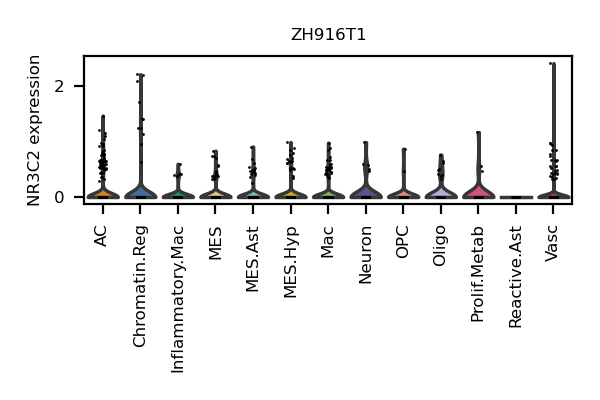 ZH916T1
NR3C2 expression
2
0
AC
Chromatin.Reg
Inflammatory.Mac
MES
MES.Ast
MES.Hyp
Mac
Neuron
OPC
Oligo
Prolif.Metab
Reactive.Ast
Vasc